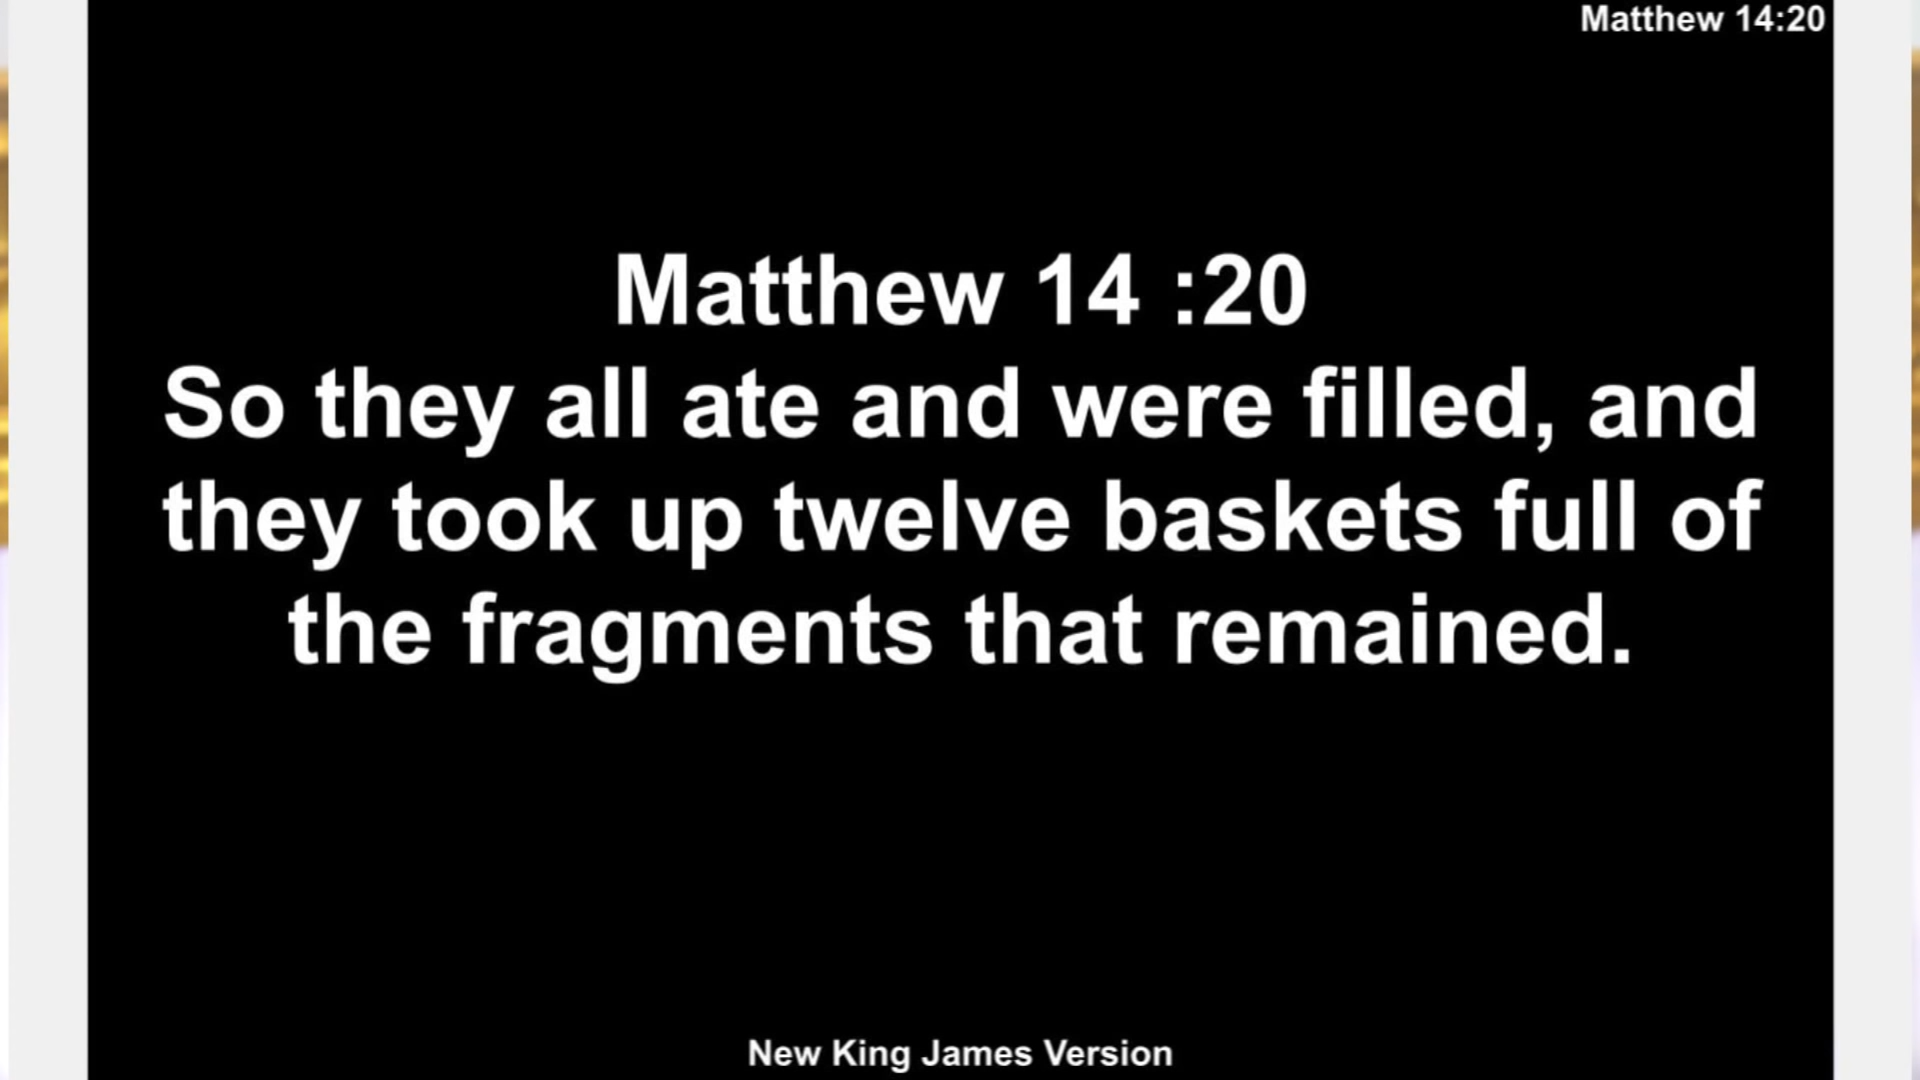 Matthew 14:20
Matthew 14 :20
So they all ate and were filled, and
they took up twelve baskets full of
the fragments that remained.
New King James Version